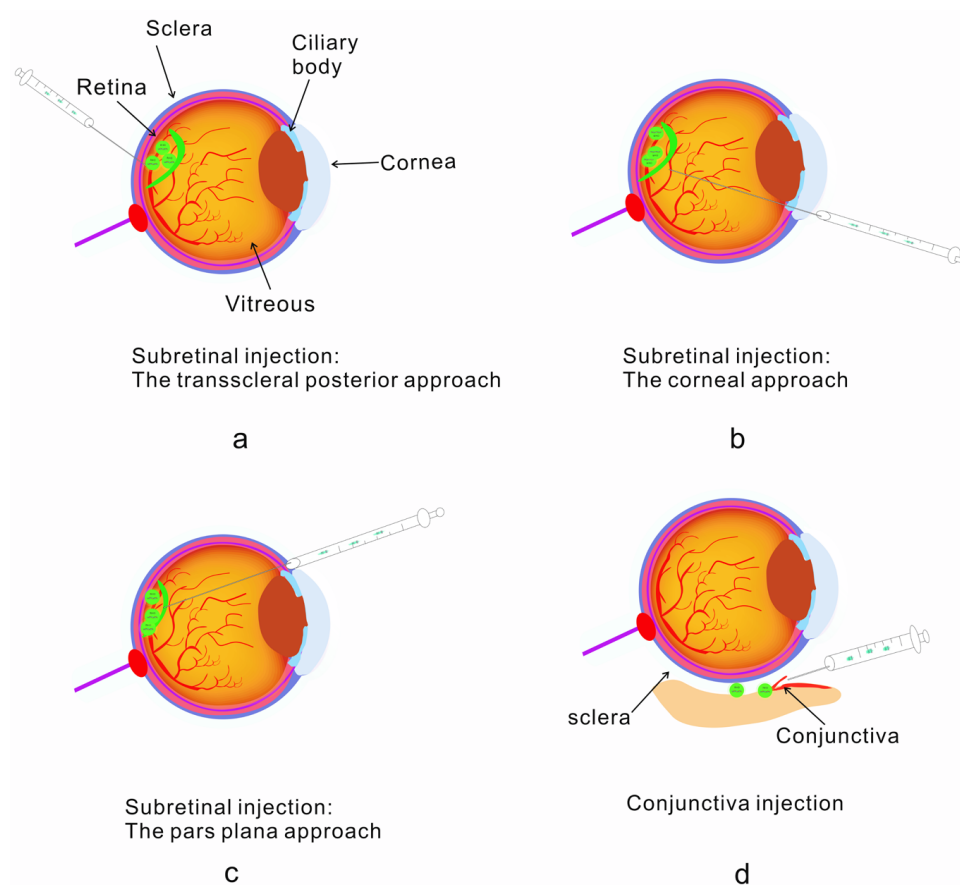 Sclera
Ciliary
body
Retina
Cornea
Vitreous
Subretinal injection:
The transscleral posterior approach
a
Subretinal injection:
The corneal approach
b
Subretinal injection:
The pars plana approach
c
sclera
Conjunctiva
Conjunctiva injection
d